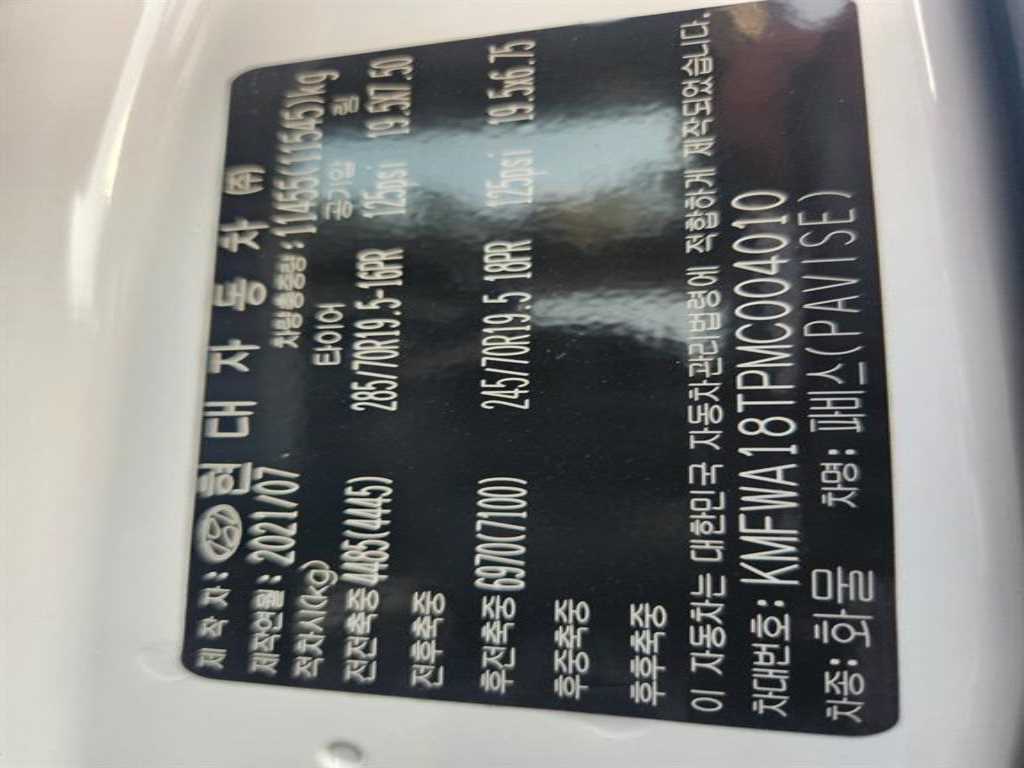 제 작 자 : 현 대 자 동 차 ㈜
제작연월 : 2021/07 차량총중량 : 11455(11545)kg
적차시(kg) 타이어 공기압 림
전전축중 4485(4445) 285/70R19.5-16PR 125psi 19.5X7.50
전후축중
후전축중 6970(7100) 245/70R19.5 18PR 125psi 19.5x6.75
후중축중
후후축중
이 자동차는 대한민국 자동차관리법령에 적합하게 제작되었습니다.
차대번호 : KMFWA18TPMC004010
차종 : 화물 차명 : 파비스(PAVISE)